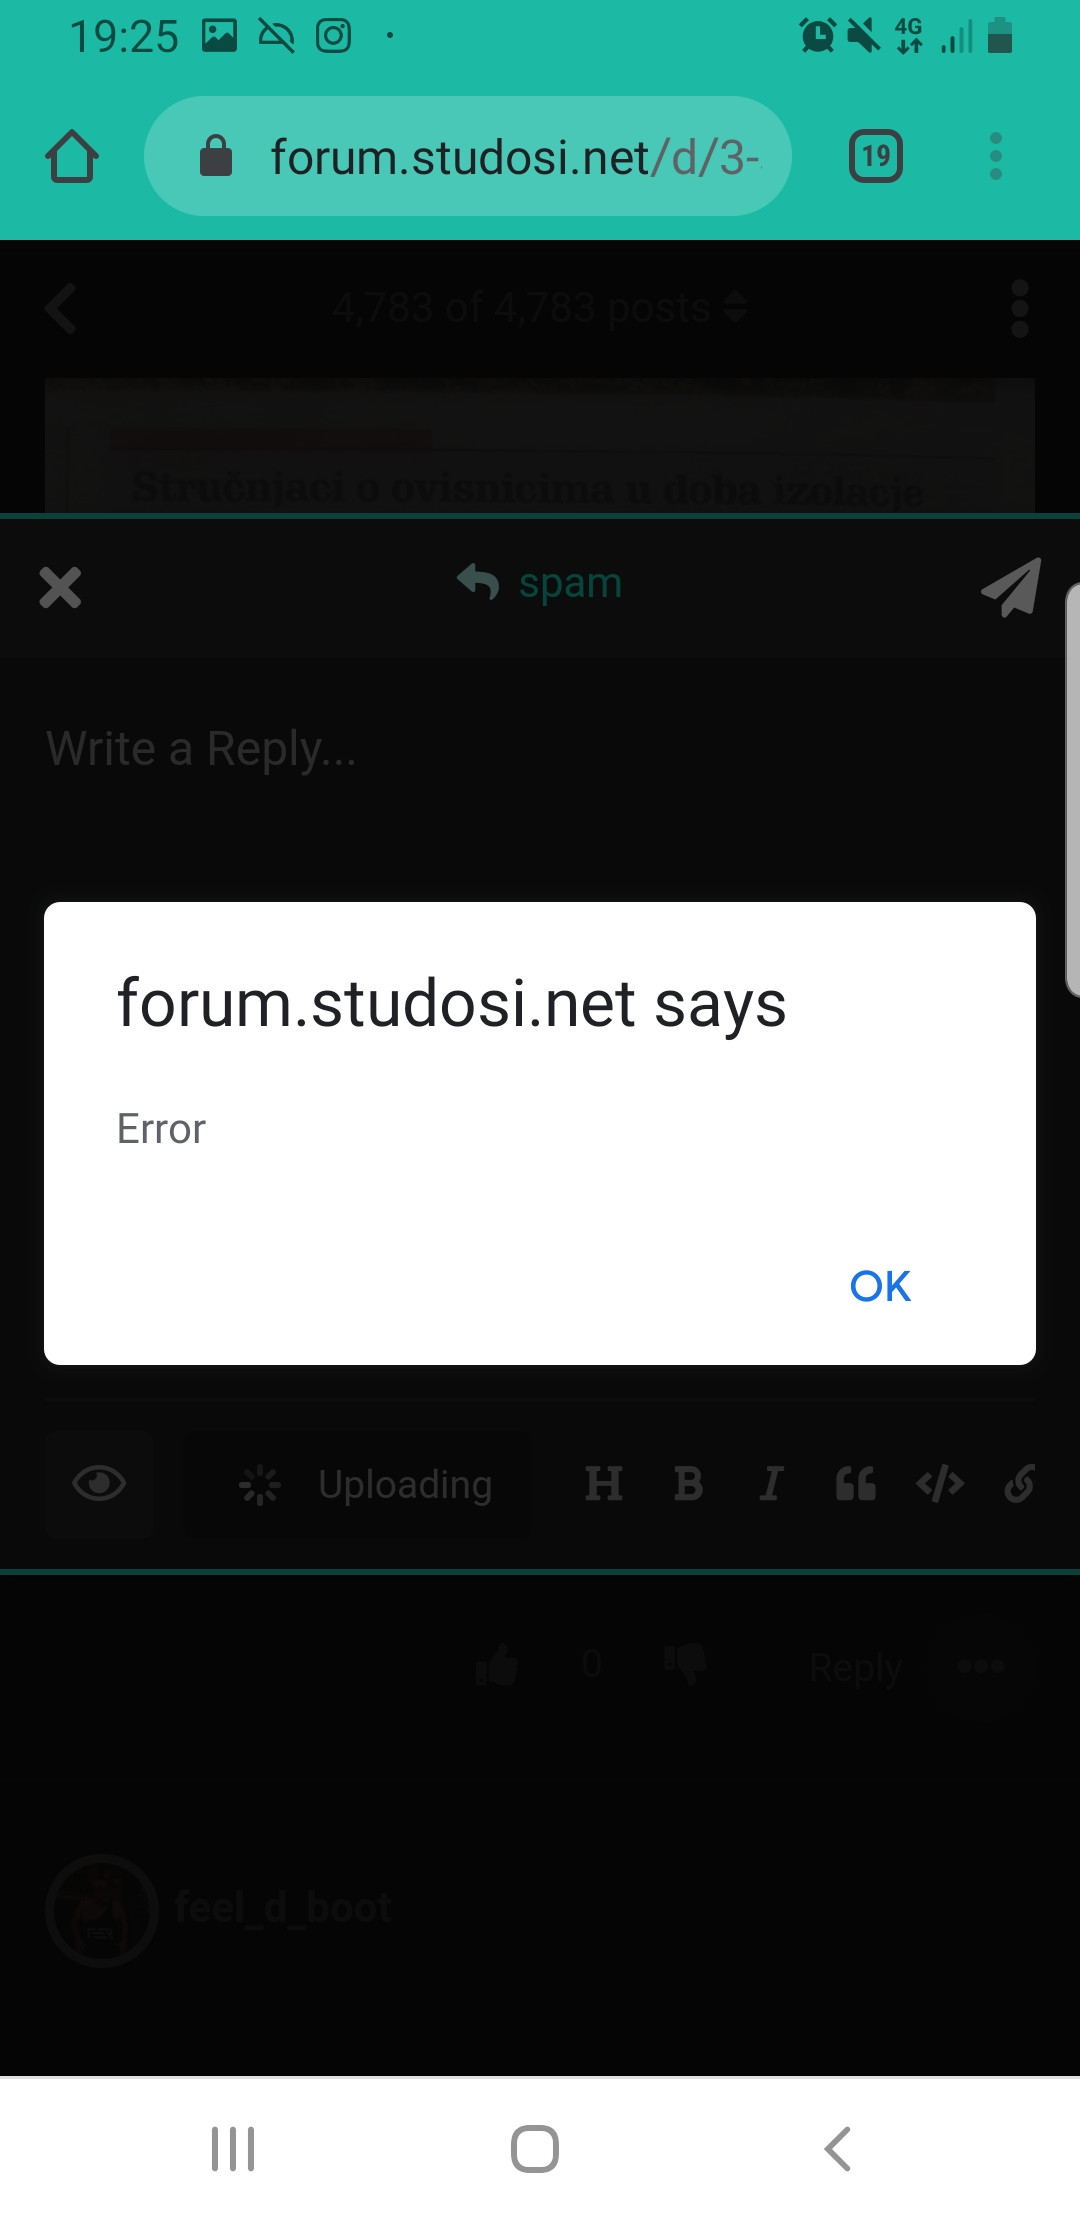 19:25
4G
forum.studosi.net/d/3-
19
4,783 of 4,783 posts
Stručnjaci o ovisnicima u doba izolacje
spam
Write a Reply...
forum.studosi.net says
Error
OK
Uploading
H B I
0 Reply
feel_d_boot